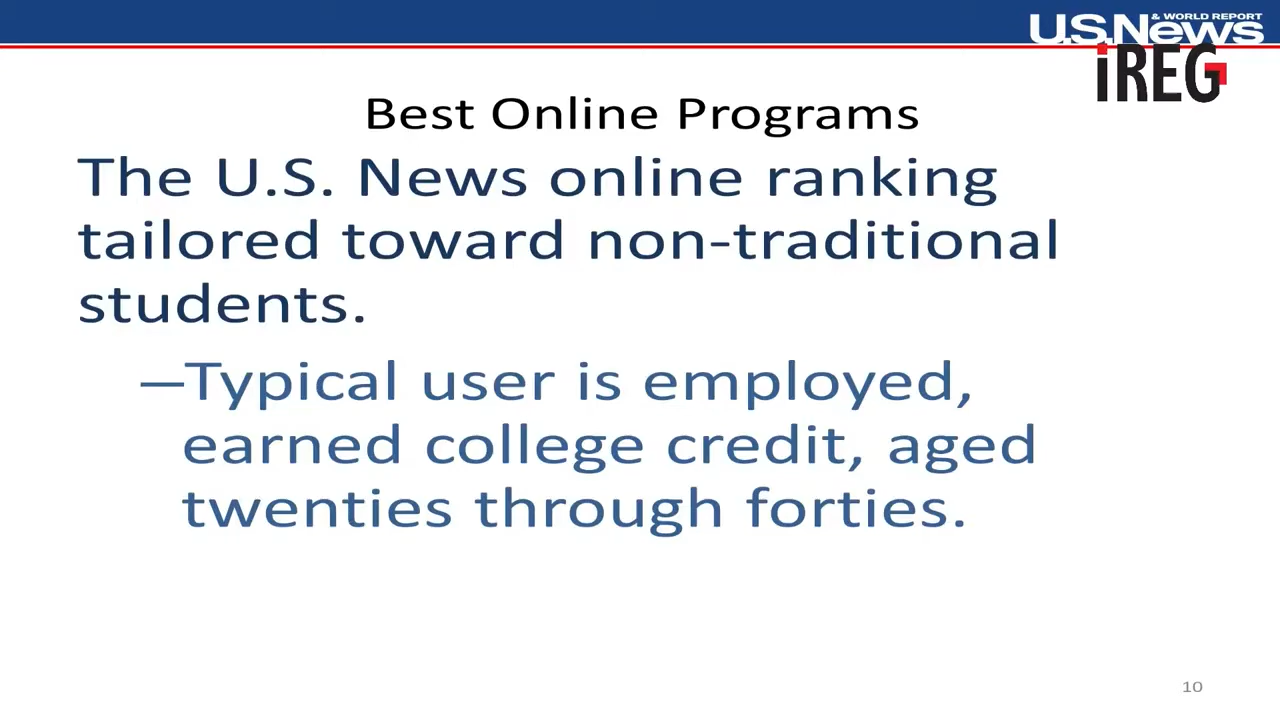 & WORLD REPORT
U.S.News
iREG
Best Online Programs
The U.S. News online ranking
tailored toward non-traditional
students.
–Typical user is employed,
earned college credit, aged
twenties through forties.
10